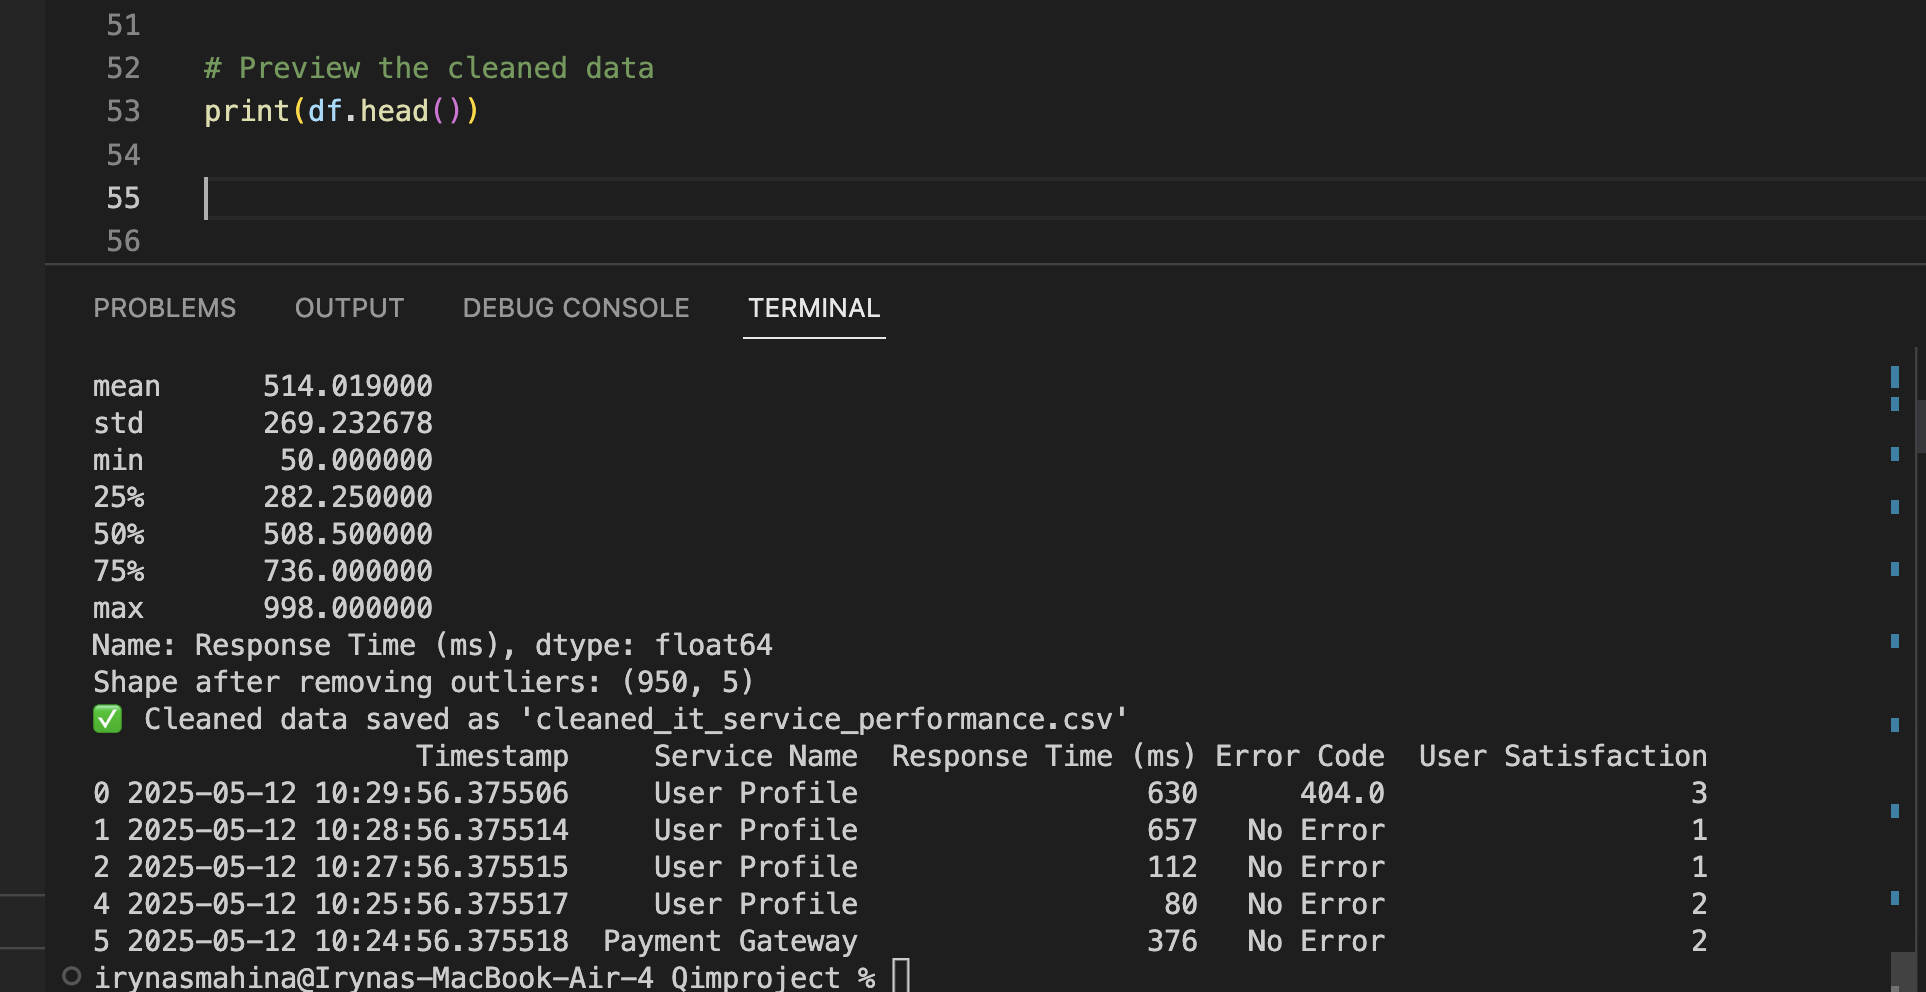 51
52 # Preview the cleaned data
53 print(df.head())
54
55
56
PROBLEMS OUTPUT DEBUG CONSOLE TERMINAL
mean 514.019000
std 269.232678
min 50.000000
25% 282.250000
50% 508.500000
75% 736.000000
max 998.000000
Name: Response Time (ms), dtype: float64
Shape after removing outliers: (950, 5)
✅ Cleaned data saved as 'cleaned_it_service_performance.csv'
Timestamp Service Name Response Time (ms) Error Code User Satisfaction
0 2025-05-12 10:29:56.375506 User Profile 630 404.0 3
1 2025-05-12 10:28:56.375514 User Profile 657 No Error 1
2 2025-05-12 10:27:56.375515 User Profile 112 No Error 1
4 2025-05-12 10:25:56.375517 User Profile 80 No Error 2
5 2025-05-12 10:24:56.375518 Payment Gateway 376 No Error 2
irynasmahina@Irynas-MacBook-Air-4 Qimproject %